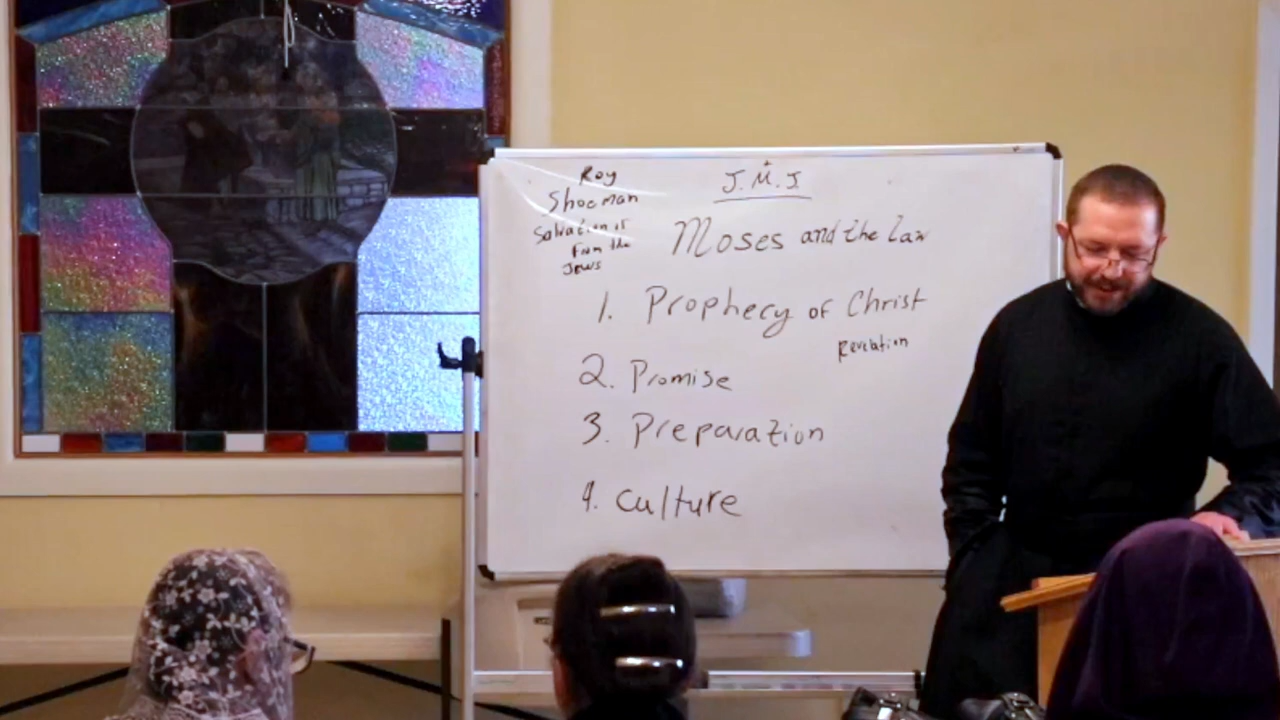 Roy
Shoeman
Salvation is
From the
Jews
J.M.J.
Moses and the Law
1. Prophecy of Christ
Revelation
2. Promise
3. Preparation
4. Culture